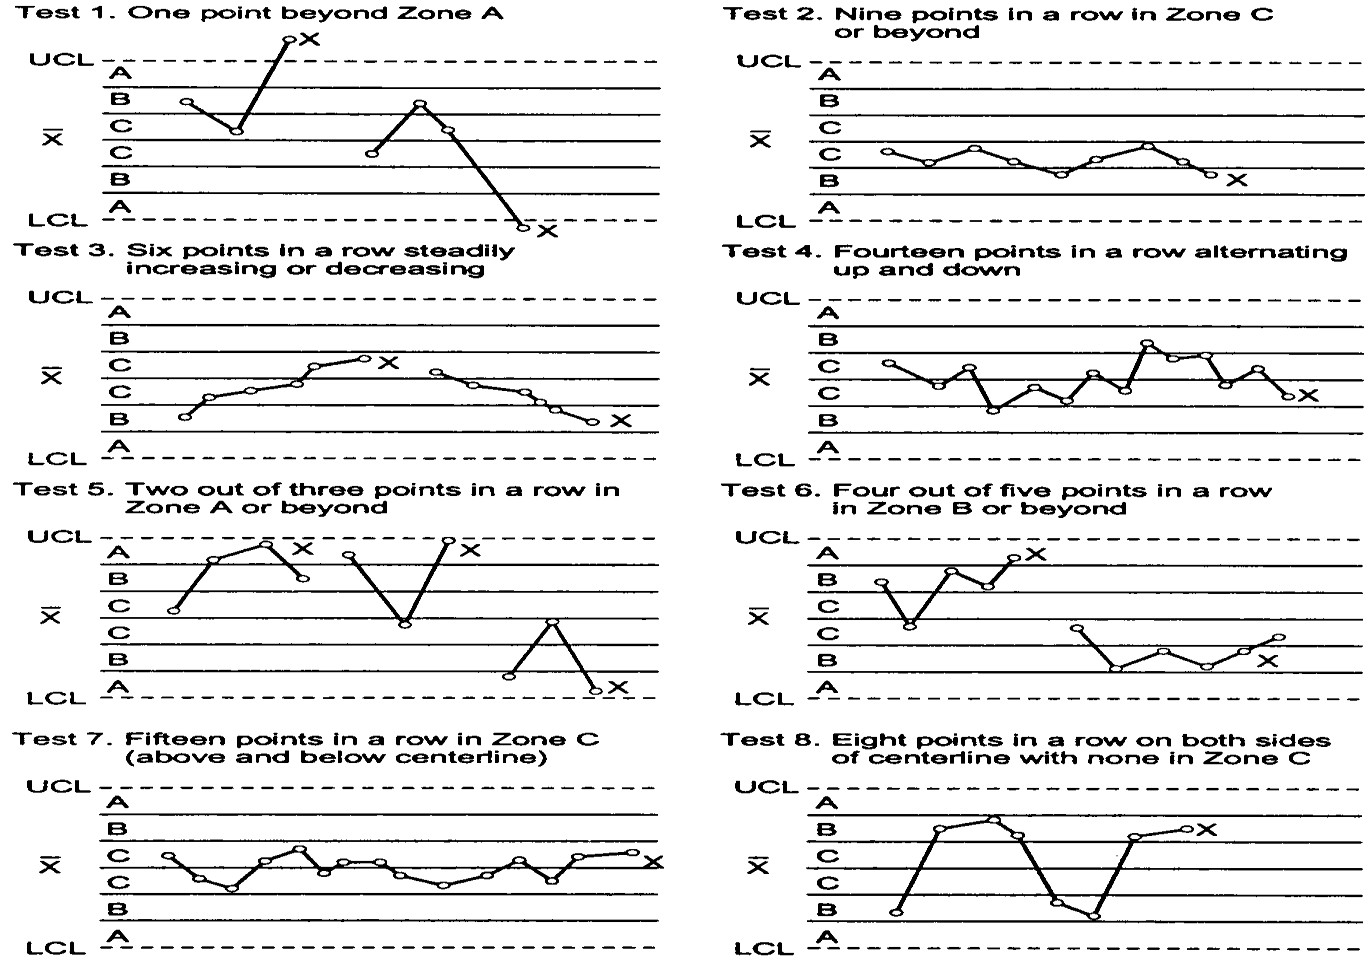 Test 1. One point beyond Zone A
UCL
A
B
C
X̄
C
B
A
LCL
X
X
Test 2. Nine points in a row in Zone C
or beyond
UCL
A
B
C
X̄
C
B
A
LCL
X
Test 3. Six points in a row steadily
increasing or decreasing
UCL
A
B
C
X̄
C
B
A
LCL
X
X
Test 4. Fourteen points in a row alternating
up and down
UCL
A
B
C
X̄
C
B
A
LCL
X
Test 5. Two out of three points in a row in
Zone A or beyond
UCL
A
B
C
X̄
C
B
A
LCL
X
X
X
Test 6. Four out of five points in a row
in Zone B or beyond
UCL
A
B
C
X̄
C
B
A
LCL
X
X
Test 7. Fifteen points in a row in Zone C
(above and below centerline)
UCL
A
B
C
X̄
C
B
A
LCL
X
Test 8. Eight points in a row on both sides
of centerline with none in Zone C
UCL
A
B
C
X̄
C
B
A
LCL
X